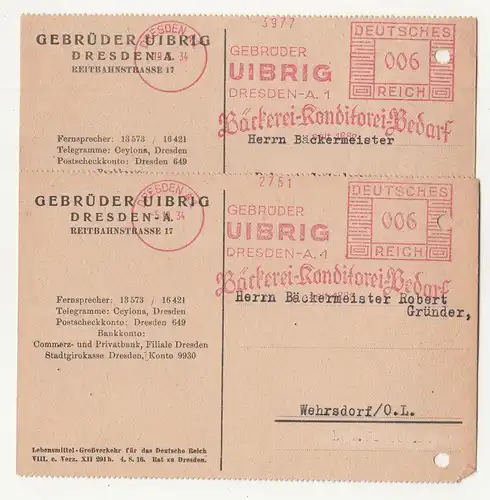 GEBRÜDER UIBRIG
DRESDEN-A.
REITBAHNSTRASSE 17
Fernsprecher: 13573 / 16421
Telegramme: Ceylons, Dresden
Postscheckkonto: Dresden 649
DRESDEN
34
3977
GEBRÜDER
UIBRIG
DRESDEN-A. 1
Bäckerei-Konditorei-Bedarf
DEUTSCHES
006
REICH
Herrn Bäckermeister
GEBRÜDER UIBRIG
DRESDEN-A.
REITBAHNSTRASSE 17
Fernsprecher: 13573 / 16421
Telegramme: Ceylons, Dresden
Postscheckkonto: Dresden 649
Bankkonto:
Commerz- und Privatbank, Filiale Dresden
Stadtgirokasse Dresden, Konto 9930
Lebensmittel-Großverkehr für das Deutsche Reich
VIII. c. Verz. XII 294 b. 4. 8. 16. Rat zu Dresden.
DRESDEN
34
2751
GEBRÜDER
UIBRIG
DRESDEN-A. 1
Bäckerei-Konditorei-Bedarf
DEUTSCHES
006
REICH
Herrn Bäckermeister Robert
Gründer,
Wehrsdorf/O.L.